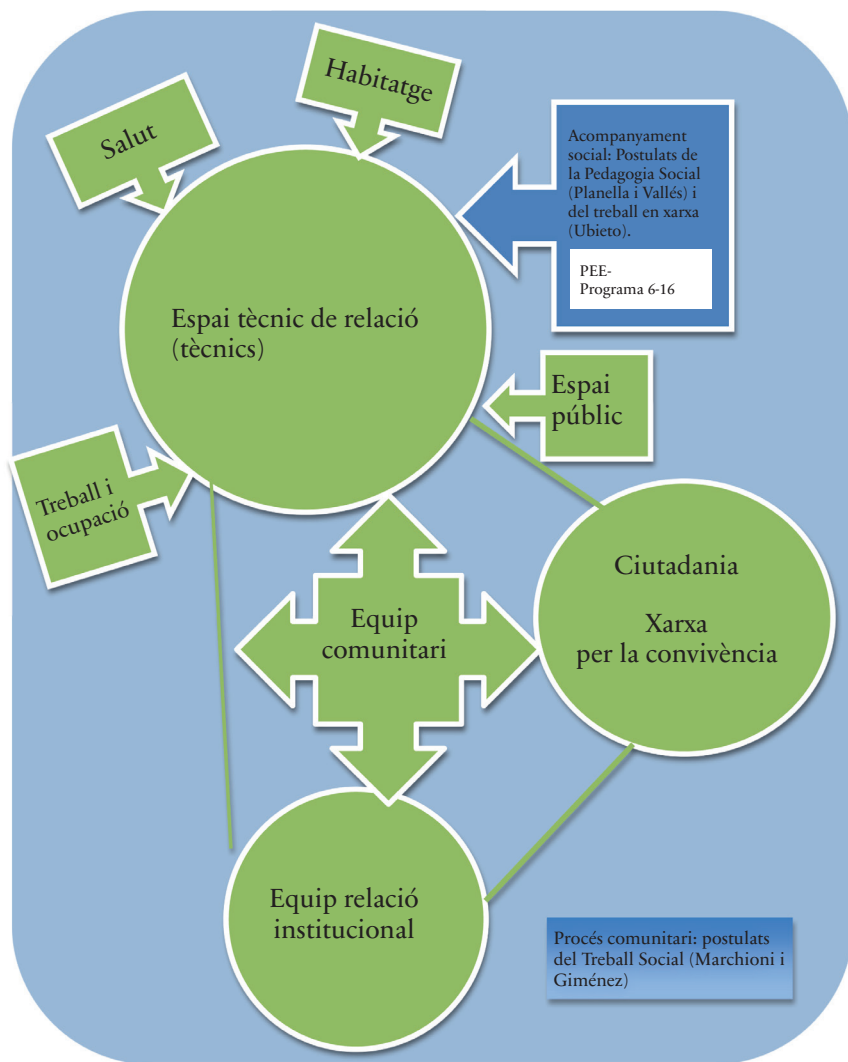 Habitatge
Salut
Acompanyament
social: Postulats de
la Pedagogia Social
(Planella i Vallés) i
del treball en xarxa
(Ubieto).
PEE-
Programa 6-16
Espai tècnic de relació
(tècnics)
Espai
públic
Treball i
ocupació
Ciutadania
Xarxa
per la convivència
Equip
comunitari
Equip relació
institucional
Procés comunitari: postulats
del Treball Social (Marchioni i
Giménez)